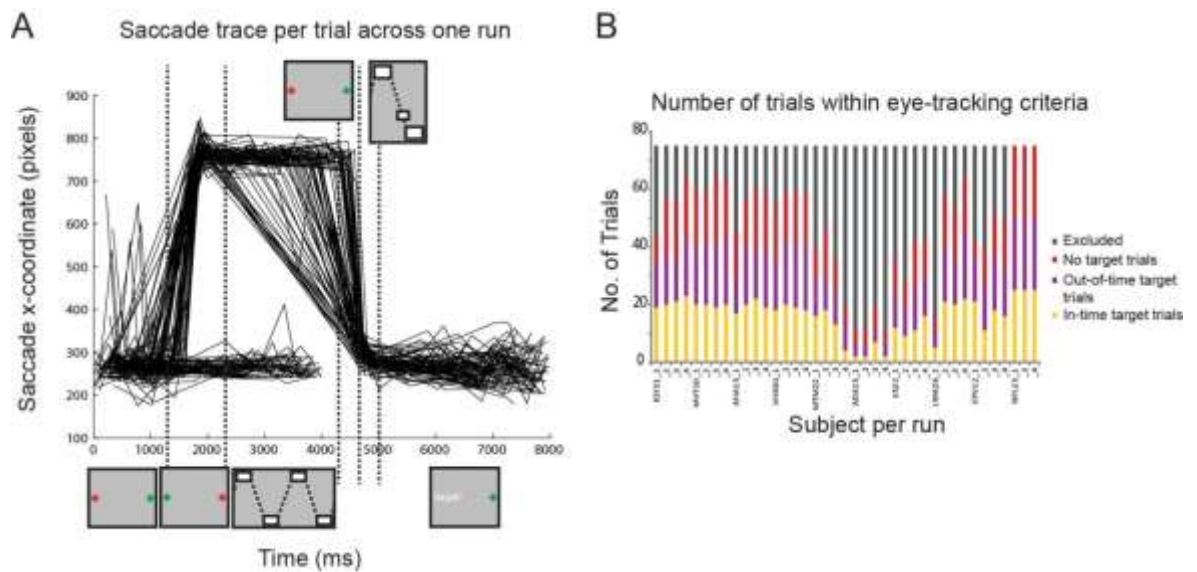 A
Saccade trace per trial across one run
Saccade x-coordinate (pixels)
900
800
700
600
500
400
300
200
100
0 1000 2000 3000 4000 5000 6000 7000 8000
Time (ms)
B
Number of trials within eye-tracking criteria
No. of Trials
80
60
40
20
0
Subject per run
Excluded
No target trials
Out-of-time target
trials
In-time target trials